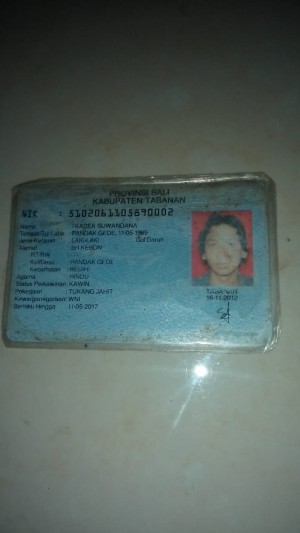 PROVINSI BALI
KABUPATEN TABANAN
NIK : 5102061105890002
Nama : KADEK SUWANDANA
Tempat/Tgl Lahir : PANDAK GEDE, 11-05-1989
Jenis Kelamin : LAKI-LAKI Gol Darah
Alamat : BR KEBON
RT/RW
Kel/Desa : PANDAK GEDE
Kecamatan : KEDIRI
Agama : HINDU
Status Perkawinan : KAWIN
Pekerjaan : TUKANG JAHIT
Kewarganegaraan : WNI
Berlaku Hingga : 11-05-2017
TABANAN
16-11-2012